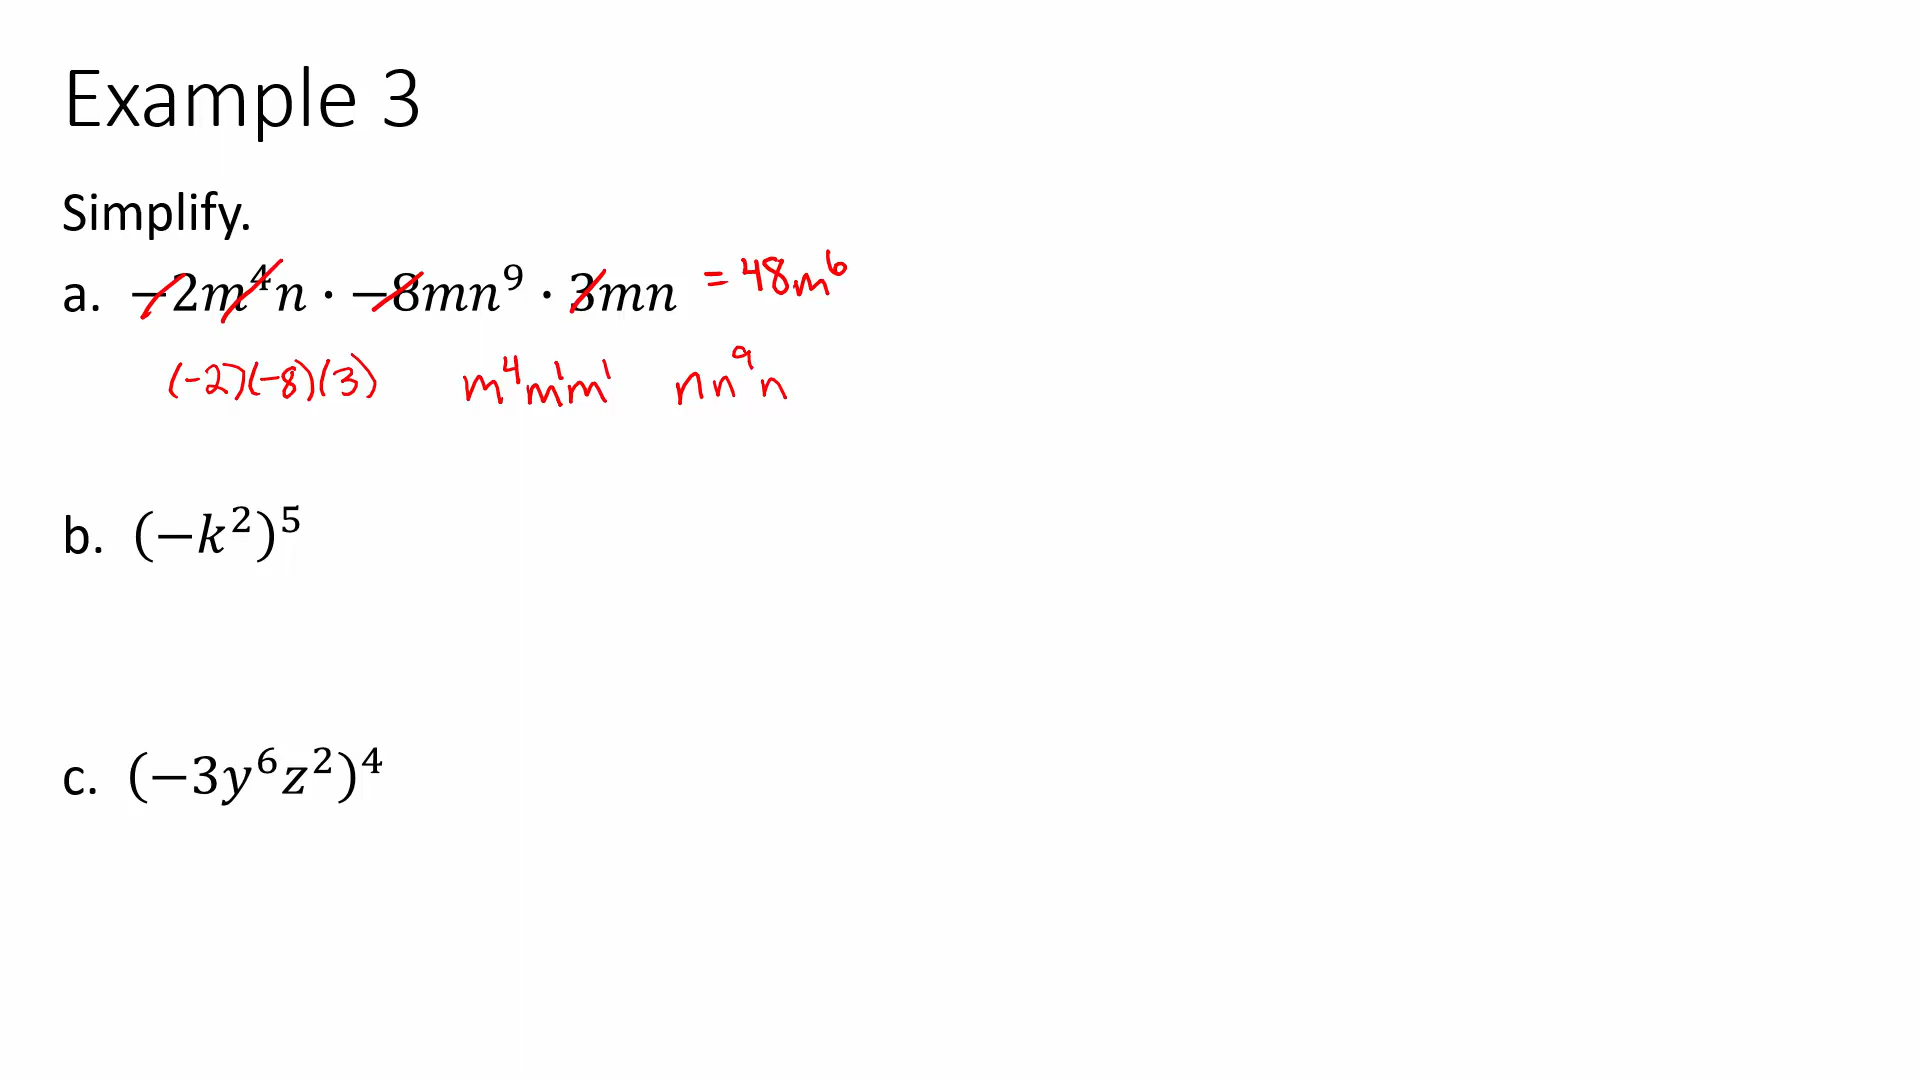 Example 3
Simplify.
a. −2m⁴n · −8mn⁹ · 3mn = 48m⁶
(-2)(-8)(3) m⁴m¹m¹ nn⁹n
b. (−k²)⁵
c. (−3y⁶z²)⁴